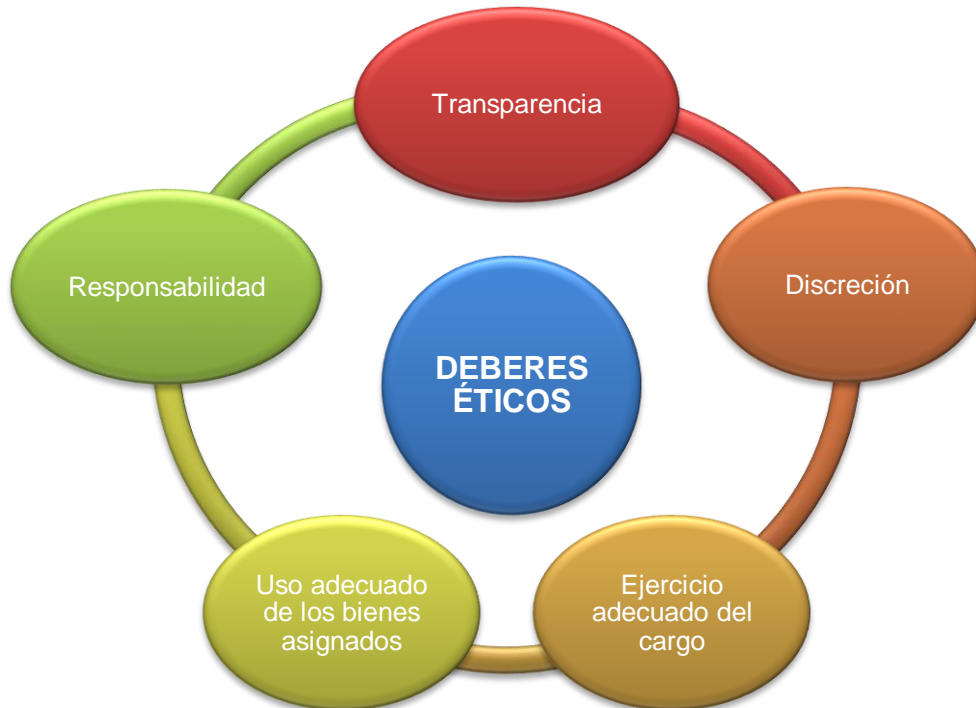 Transparencia
Discreción
Ejercicio
adecuado del
cargo
Uso adecuado
de los bienes
asignados
Responsabilidad
DEBERES
ÉTICOS